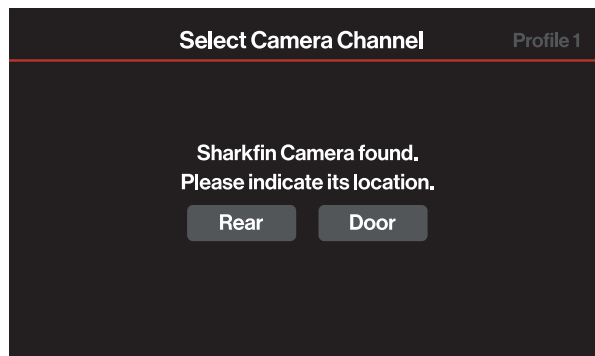 Select Camera Channel
Profile 1
Sharkfin Camera found.
Please indicate its location.
Rear
Door